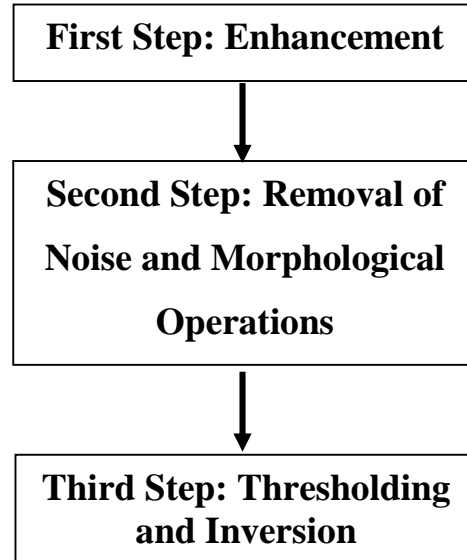 First Step: Enhancement
Second Step: Removal of
Noise and Morphological
Operations
Third Step: Thresholding
and Inversion